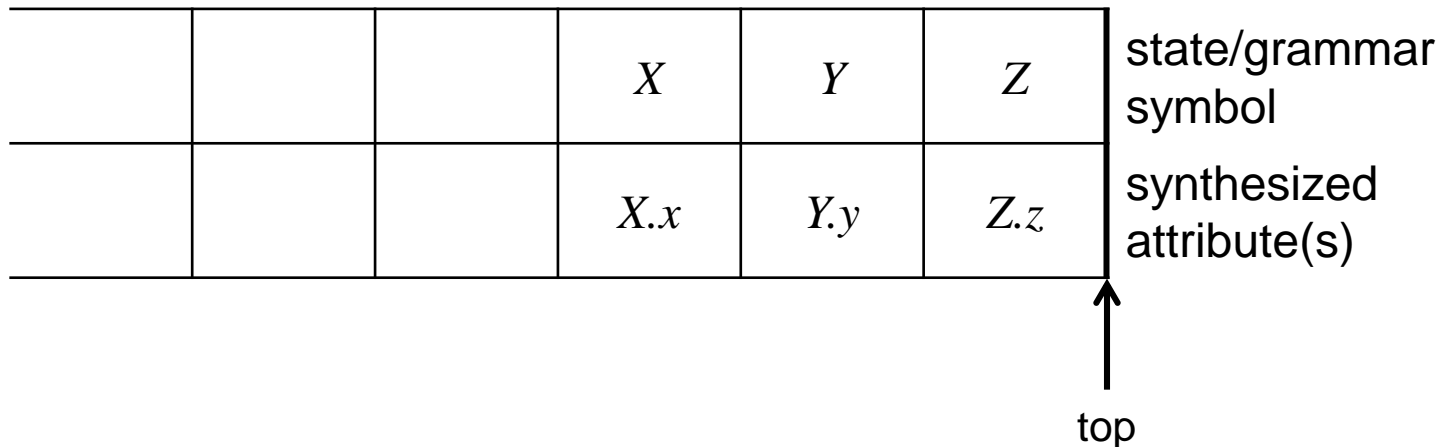 X Y Z
state/grammar
symbol
X.x Y.y Z.z
synthesized
attribute(s)
top